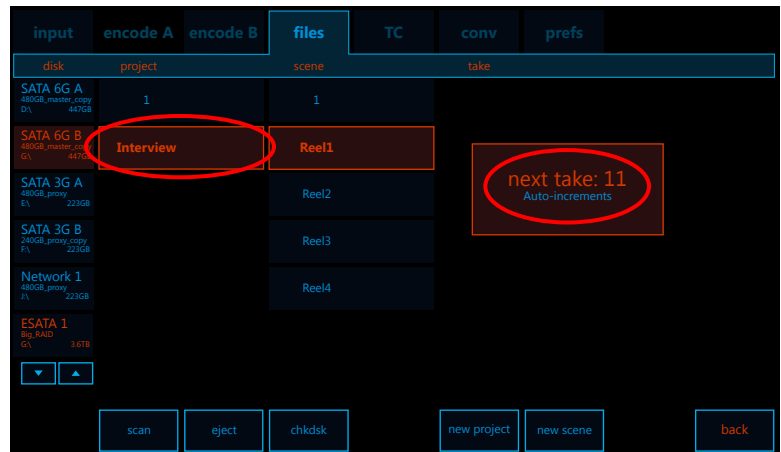 input encode A encode B files TC conv prefs
disk project scene take
SATA 6G A
480GB_master_copy
D:\ 447GB
1
1
SATA 6G B
480GB_master_copy
G:\ 447GB
Interview
Reel1
next take: 11
Auto-increments
SATA 3G A
480GB_proxy
E:\ 223GB
Reel2
SATA 3G B
240GB_proxy_copy
F:\ 223GB
Reel3
Network 1
480GB_proxy
J:\ 223GB
Reel4
ESATA 1
Big_RAID
G:\ 3.6TB
scan eject chkdsk new project new scene back